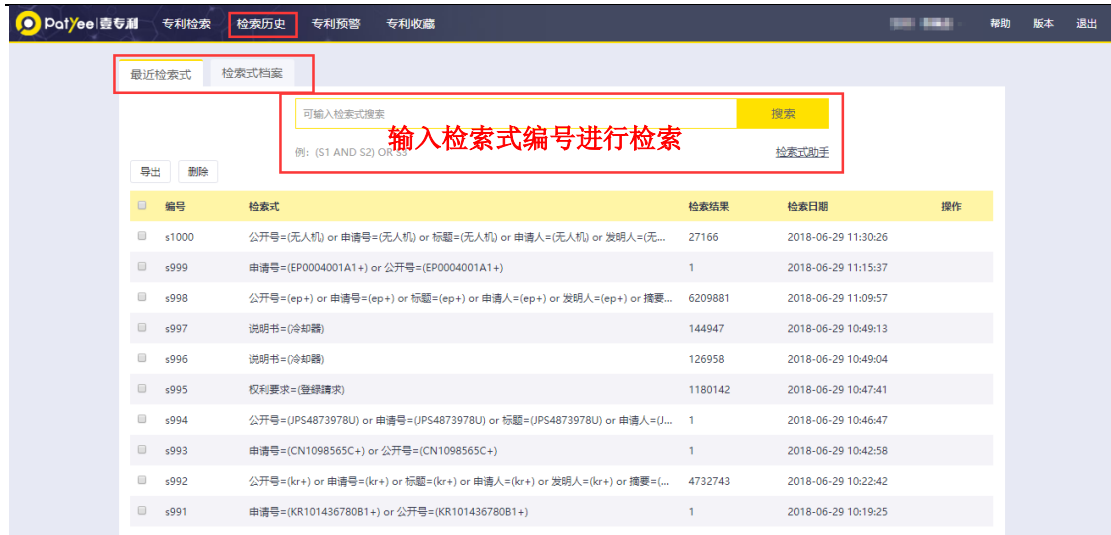 Patyee|壹专利 专利检索 检索历史 专利预警 专利收藏 帮助 版本 退出
最近检索式 检索式档案
可输入检索式搜索 搜索
输入检索式编号进行检索
例: (S1 AND S2) OR S3 检索式助手
导出 删除
编号 检索式 检索结果 检索日期 操作
s1000 公开号=(无人机) or 申请号=(无人机) or 标题=(无人机) or 申请人=(无人机) or 发明人=(无... 27166 2018-06-29 11:30:26
s999 申请号=(EP0004001A1+) or 公开号=(EP0004001A1+) 1 2018-06-29 11:15:37
s998 公开号=(ep+) or 申请号=(ep+) or 标题=(ep+) or 申请人=(ep+) or 发明人=(ep+) or 摘要... 6209881 2018-06-29 11:09:57
s997 说明书=(冷却器) 144947 2018-06-29 10:49:13
s996 说明书=(冷却器) 126958 2018-06-29 10:49:04
s995 权利要求=(登録請求) 1180142 2018-06-29 10:47:41
s994 公开号=(JPS4873978U) or 申请号=(JPS4873978U) or 标题=(JPS4873978U) or 申请人=(J... 1 2018-06-29 10:46:47
s993 申请号=(CN1098565C+) or 公开号=(CN1098565C+) 1 2018-06-29 10:42:58
s992 公开号=(kr+) or 申请号=(kr+) or 标题=(kr+) or 申请人=(kr+) or 发明人=(kr+) or 摘要=(... 4732743 2018-06-29 10:22:42
s991 申请号=(KR101436780B1+) or 公开号=(KR101436780B1+) 1 2018-06-29 10:19:25